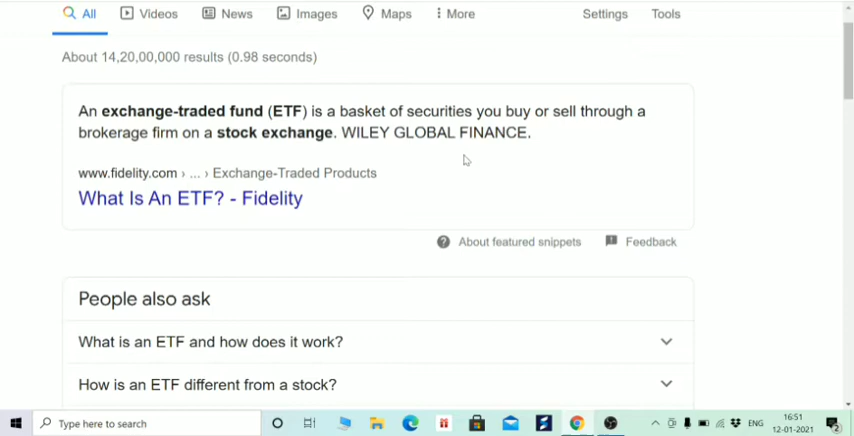 All Videos News Images Maps More Settings Tools
About 14,20,00,000 results (0.98 seconds)
An exchange-traded fund (ETF) is a basket of securities you buy or sell through a
brokerage firm on a stock exchange. WILEY GLOBAL FINANCE.
www.fidelity.com › ... › Exchange-Traded Products
What Is An ETF? - Fidelity
About featured snippets Feedback
People also ask
What is an ETF and how does it work?
How is an ETF different from a stock?
Type here to search
ENG
16:51
12-01-2021
2